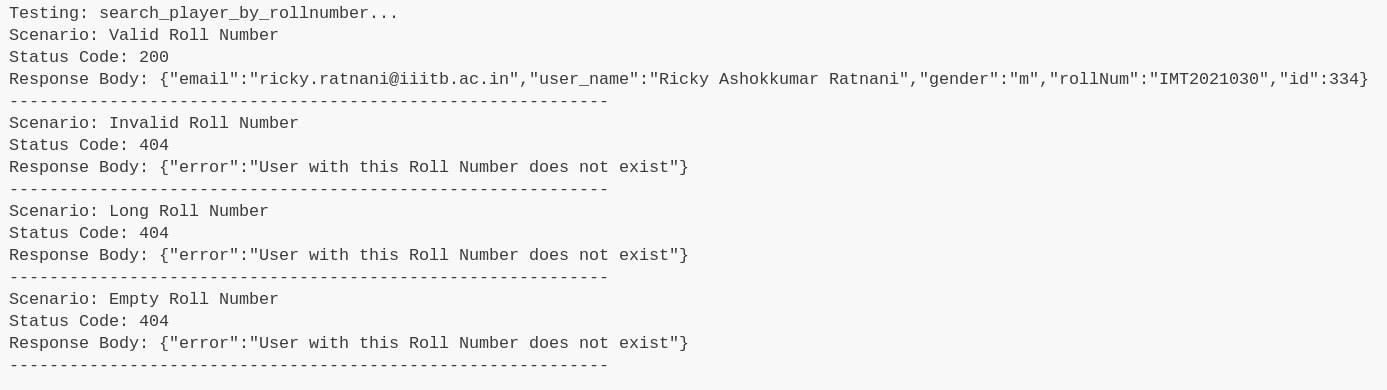 Testing: search_player_by_rollnumber...
Scenario: Valid Roll Number
Status Code: 200
Response Body: {"email":"ricky.ratnani@iiitb.ac.in","user_name":"Ricky Ashokkumar Ratnani","gender":"m","rollNum":"IMT2021030","id":334}
------------------------------------------------------------
Scenario: Invalid Roll Number
Status Code: 404
Response Body: {"error":"User with this Roll Number does not exist"}
------------------------------------------------------------
Scenario: Long Roll Number
Status Code: 404
Response Body: {"error":"User with this Roll Number does not exist"}
------------------------------------------------------------
Scenario: Empty Roll Number
Status Code: 404
Response Body: {"error":"User with this Roll Number does not exist"}
------------------------------------------------------------